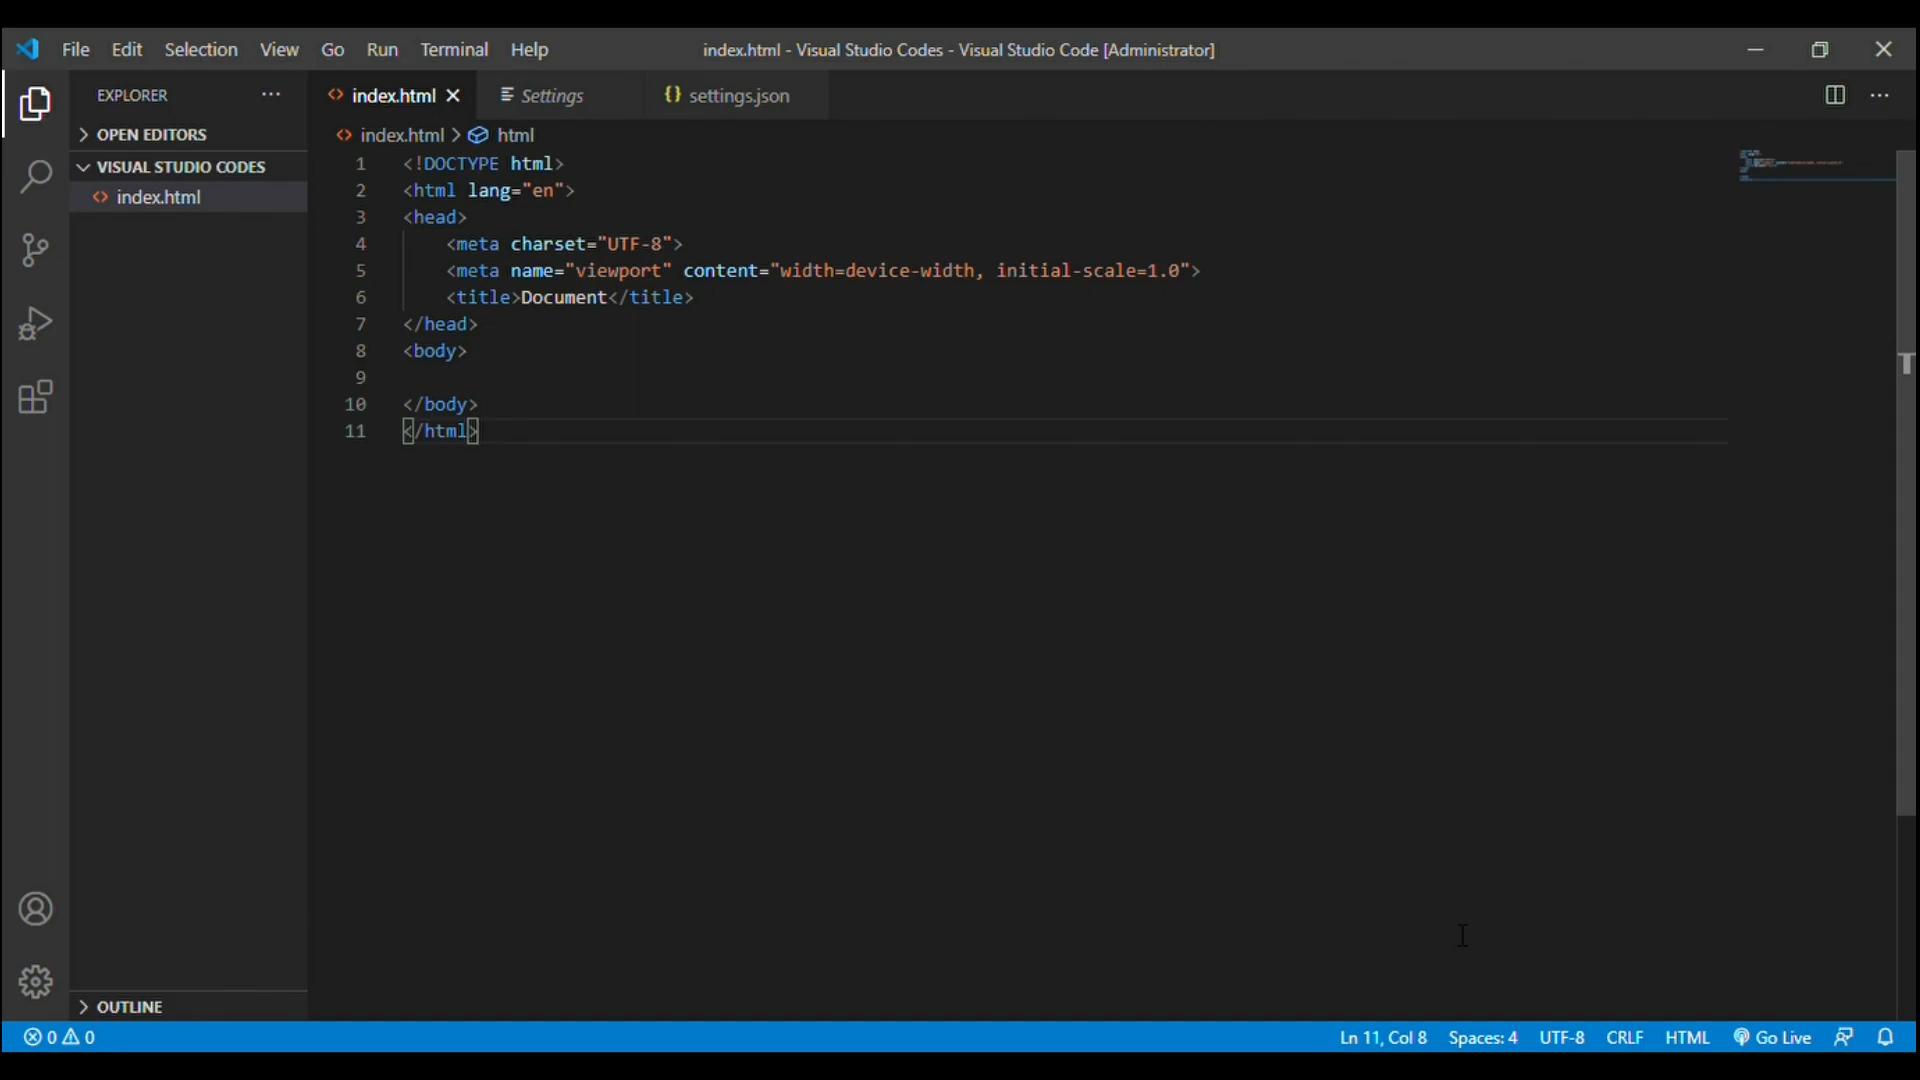 File Edit Selection View Go Run Terminal Help index.html - Visual Studio Codes - Visual Studio Code [Administrator]
EXPLORER ···
OPEN EDITORS
VISUAL STUDIO CODES
<> index.html
OUTLINE
<> index.html Settings {} settings.json
<> index.html > html
1 <!DOCTYPE html>
2 <html lang="en">
3 <head>
4     <meta charset="UTF-8">
5     <meta name="viewport" content="width=device-width, initial-scale=1.0">
6     <title>Document</title>
7 </head>
8 <body>
9
10 </body>
11 </html>
0 0 Ln 11, Col 8 Spaces: 4 UTF-8 CRLF HTML Go Live